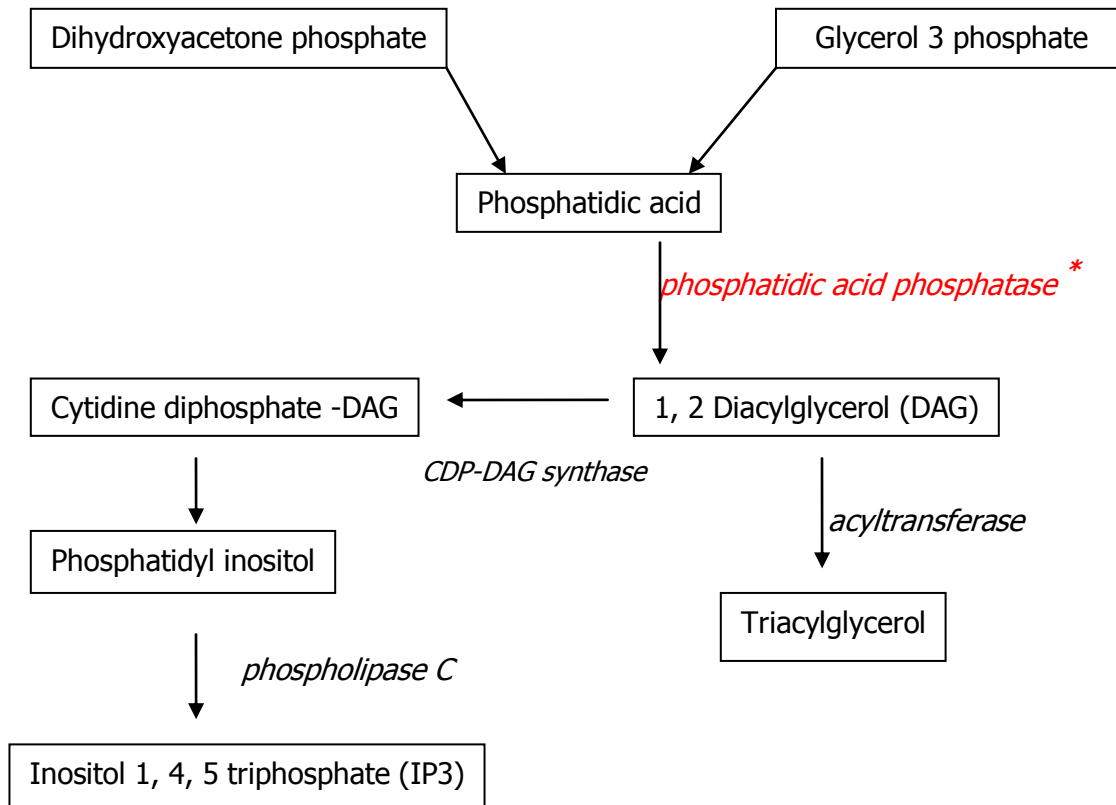 Dihydroxyacetone phosphate
Glycerol 3 phosphate
Phosphatidic acid
phosphatidic acid phosphatase *
Cytidine diphosphate -DAG
1, 2 Diacylglycerol (DAG)
CDP-DAG synthase
acyltransferase
Phosphatidyl inositol
Triacylglycerol
phospholipase C
Inositol 1, 4, 5 triphosphate (IP3)